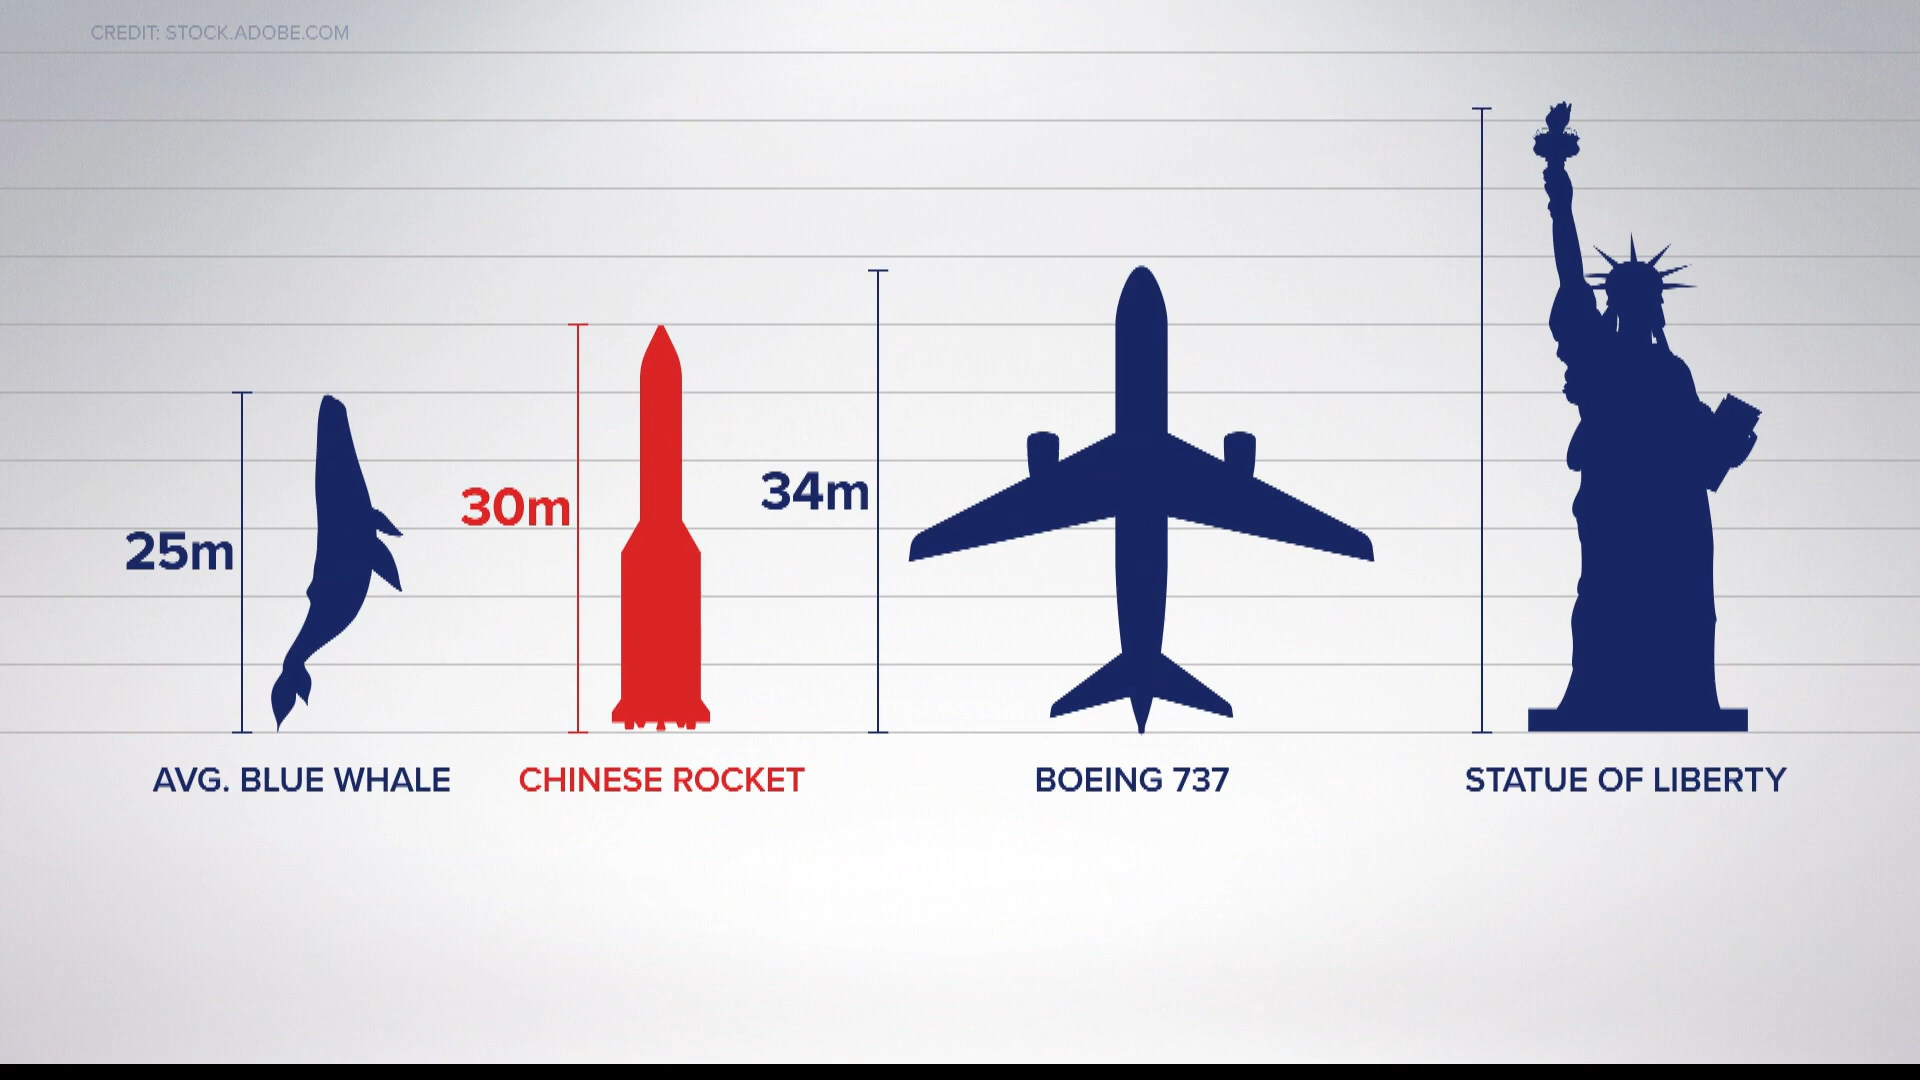 CREDIT: STOCK.ADOBE.COM
25m
30m
34m
AVG. BLUE WHALE
CHINESE ROCKET
BOEING 737
STATUE OF LIBERTY